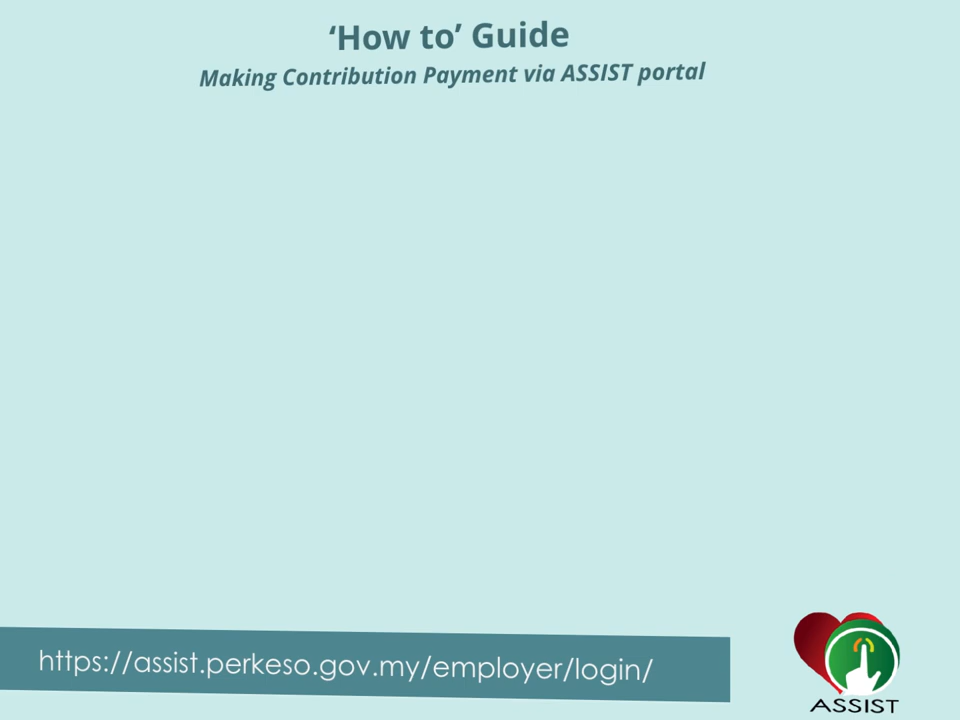 ‘How to’ Guide
Making Contribution Payment via ASSIST portal
https://assist.perkeso.gov.my/employer/login/
ASSIST